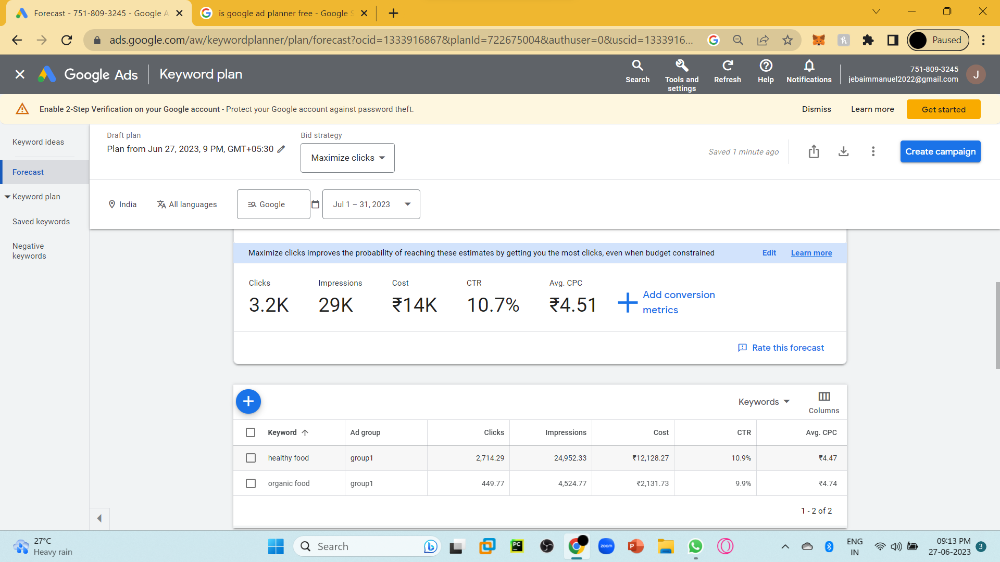 Forecast - 751-809-3245 - Google A
is google ad planner free - Google S
ads.google.com/aw/keywordplanner/plan/forecast?ocid=1333916867&planId=722675004&authuser=0&uscid=1333916...
Paused
Google Ads
Keyword plan
Search
Tools and
settings
Refresh
Help
Notifications
751-809-3245
jebaimmanuel2022@gmail.com
J
Enable 2-Step Verification on your Google account - Protect your Google account against password theft.
Dismiss
Learn more
Get started
Keyword ideas
Forecast
Keyword plan
Saved keywords
Negative
keywords
Draft plan
Plan from Jun 27, 2023, 9 PM, GMT+05:30
Bid strategy
Maximize clicks
Saved 1 minute ago
Create campaign
India
All languages
Google
Jul 1 – 31, 2023
Maximize clicks improves the probability of reaching these estimates by getting you the most clicks, even when budget constrained
Edit
Learn more
Clicks
3.2K
Impressions
29K
Cost
₹14K
CTR
10.7%
Avg. CPC
₹4.51
Add conversion
metrics
Rate this forecast
Keywords
Columns
Keyword Ad group Clicks Impressions Cost CTR Avg. CPC
healthy food group1 2,714.29 24,952.33 ₹12,128.27 10.9% ₹4.47
organic food group1 449.77 4,524.77 ₹2,131.73 9.9% ₹4.74
1 - 2 of 2
27°C
Heavy rain
Search
PC
zoom
P
ENG
IN
09:13 PM
27-06-2023
3